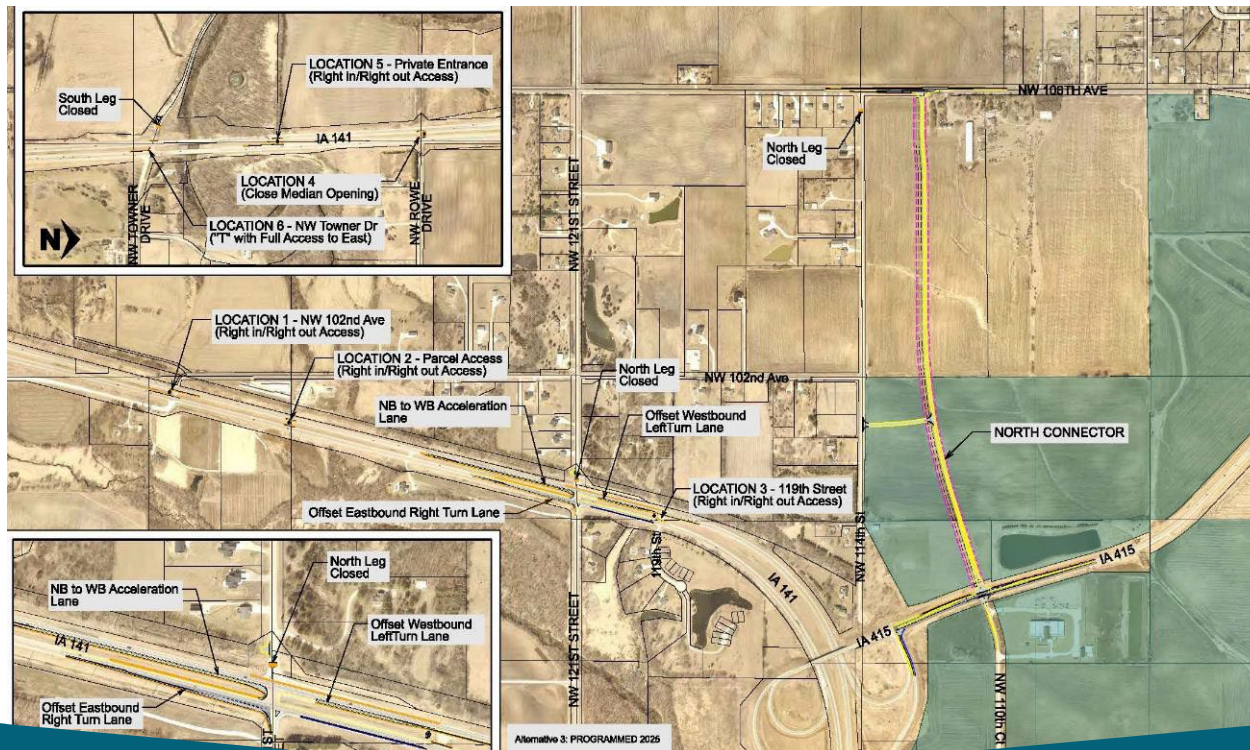 South Leg
Closed
LOCATION 5 - Private Entrance
(Right in/Right out Access)
IA 141
LOCATION 4
(Close Median Opening)
NW TOWNER
DRIVE
LOCATION 6 - NW Towner Dr
("T" with Full Access to East)
NW ROWE
DRIVE
N
NW 106TH AVE
North Leg
Closed
NW 121ST STREET
LOCATION 1 - NW 102nd Ave
(Right in/Right out Access)
LOCATION 2 - Parcel Access
(Right in/Right out Access)
North Leg
Closed
NW 102nd Ave
NB to WB Acceleration
Lane
Offset Westbound
LeftTurn Lane
NORTH CONNECTOR
LOCATION 3 - 119th Street
(Right in/Right out Access)
Offset Eastbound Right Turn Lane
119th St
NW 114th St
IA 141
IA 415
IA 415
NW 121ST STREET
NW 110th Ct
North Leg
Closed
NB to WB Acceleration
Lane
Offset Westbound
LeftTurn Lane
IA 141
Offset Eastbound
Right Turn Lane
Alternative 3: PROGRAMMED 2025